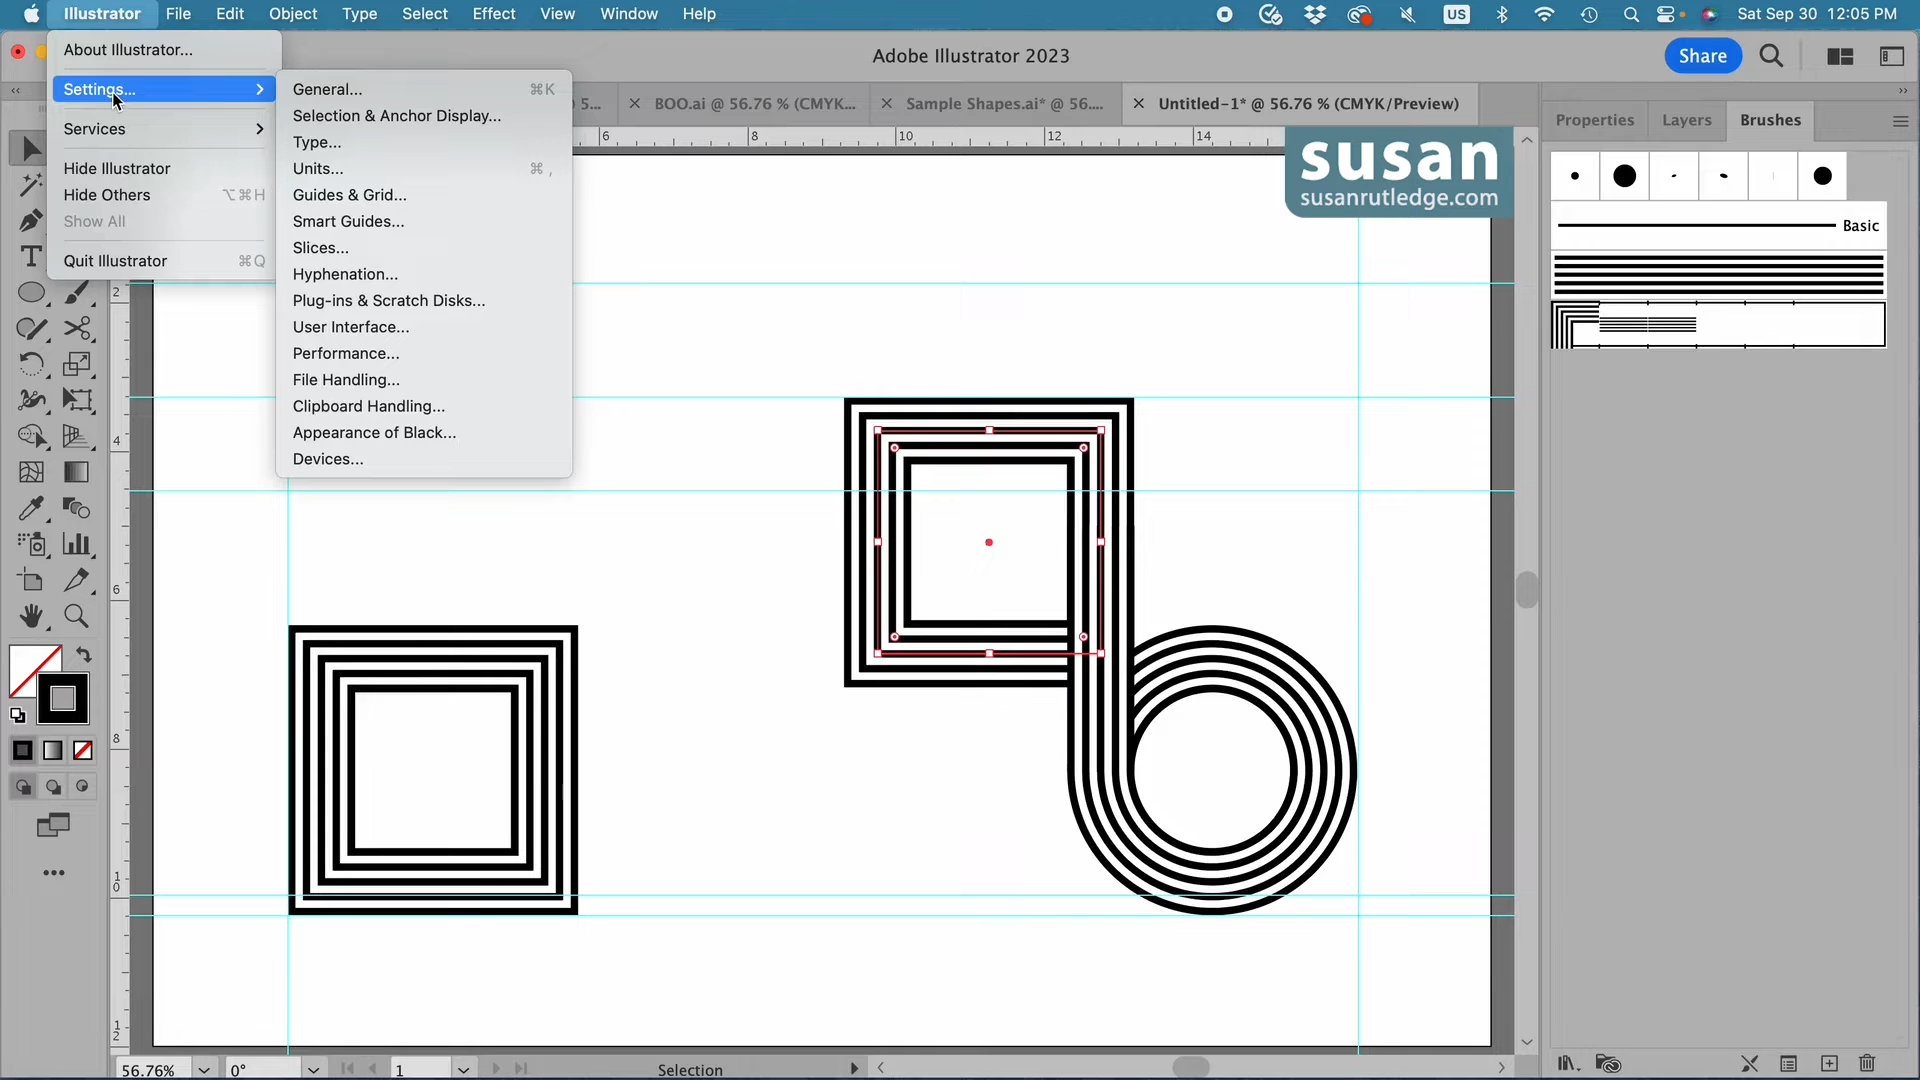 Illustrator File Edit Object Type Select Effect View Window Help
US
Sat Sep 30 12:05 PM
About Illustrator...
Settings...
Services
Hide Illustrator
Hide Others ⌥⌘H
Show All
Quit Illustrator ⌘Q
General... ⌘K
Selection & Anchor Display...
Type...
Units... ⌘,
Guides & Grid...
Smart Guides...
Slices...
Hyphenation...
Plug-ins & Scratch Disks...
User Interface...
Performance...
File Handling...
Clipboard Handling...
Appearance of Black...
Devices...
Adobe Illustrator 2023
Share
5...
BOO.ai @ 56.76 % (CMYK...
Sample Shapes.ai* @ 56....
Untitled-1* @ 56.76 % (CMYK/Preview)
6 8 10 12 14
2
4
6
8
10
12
susan
susanrutledge.com
Properties Layers Brushes
Basic
56.76% 0° 1 Selection